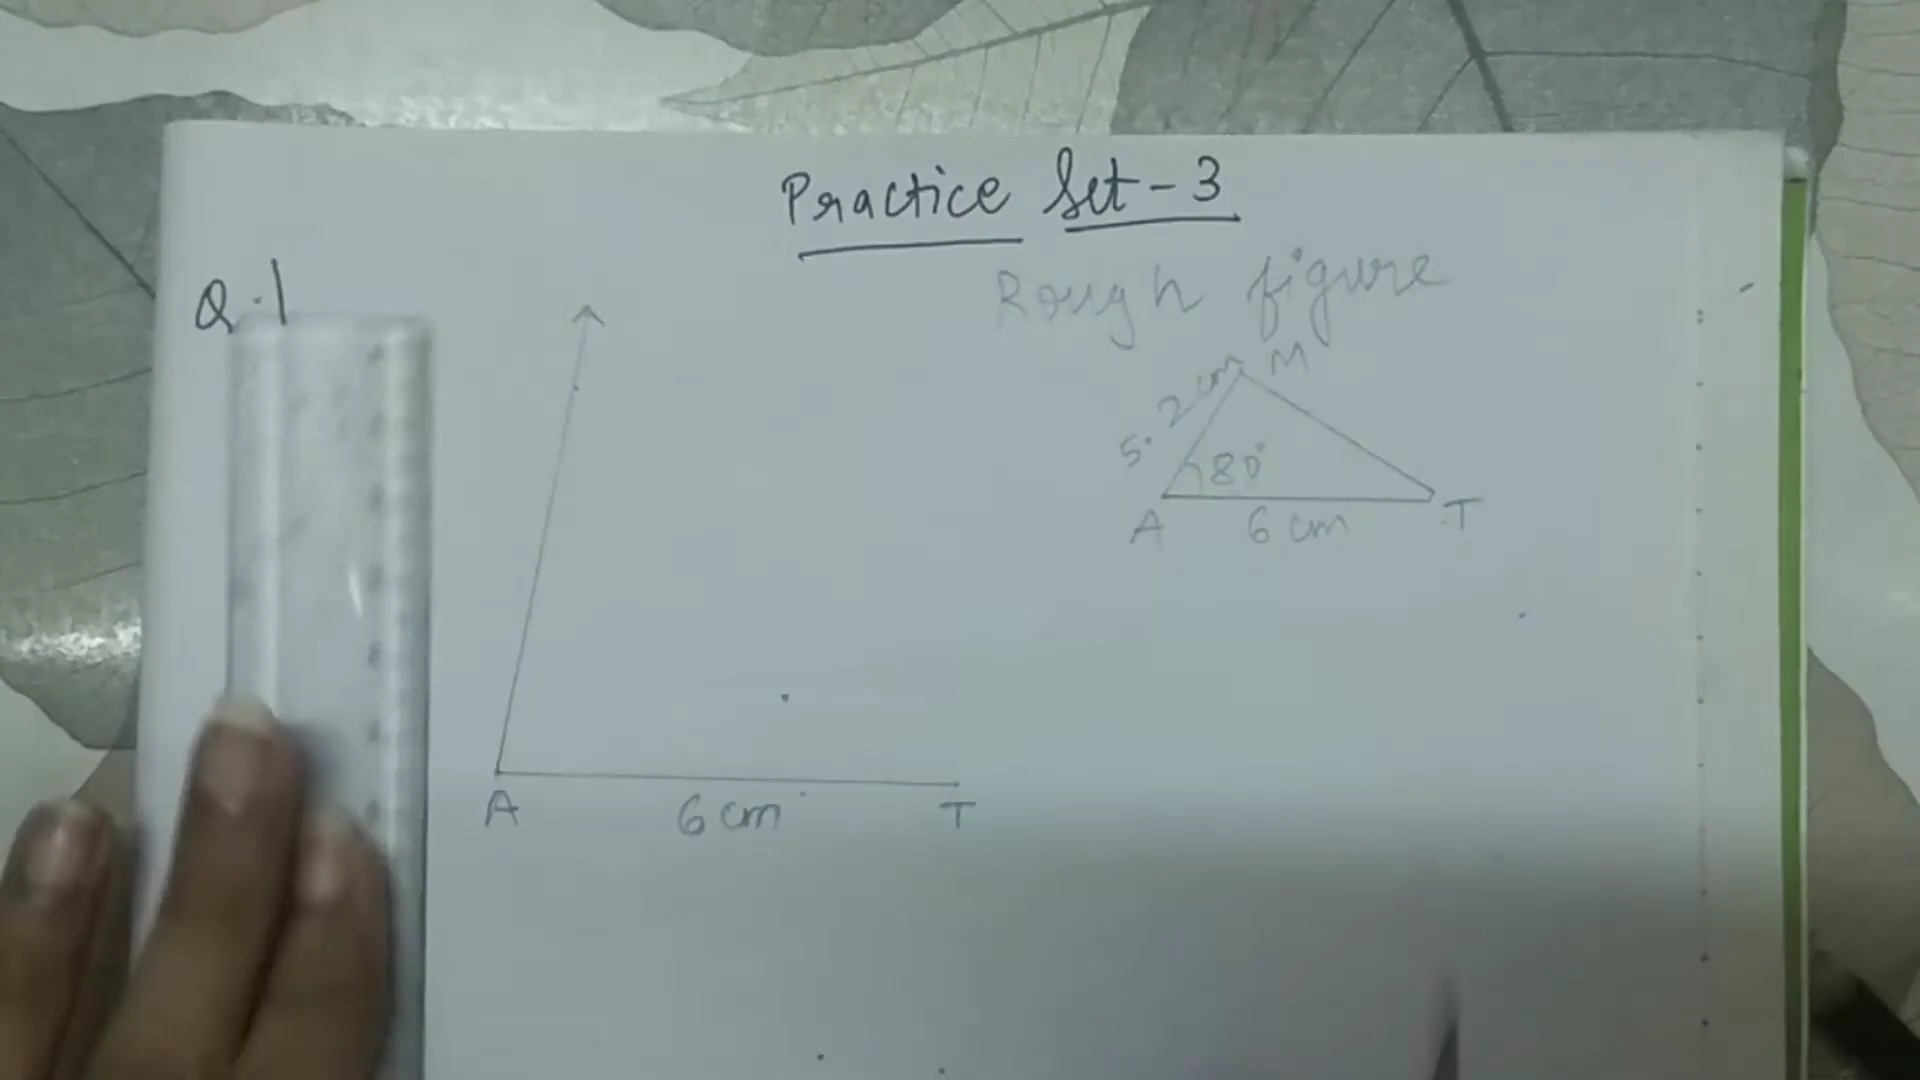 Practice Set-3
Q.1
Rough figure
M
5.2 cm
80°
A 6 cm T
A 6 cm T